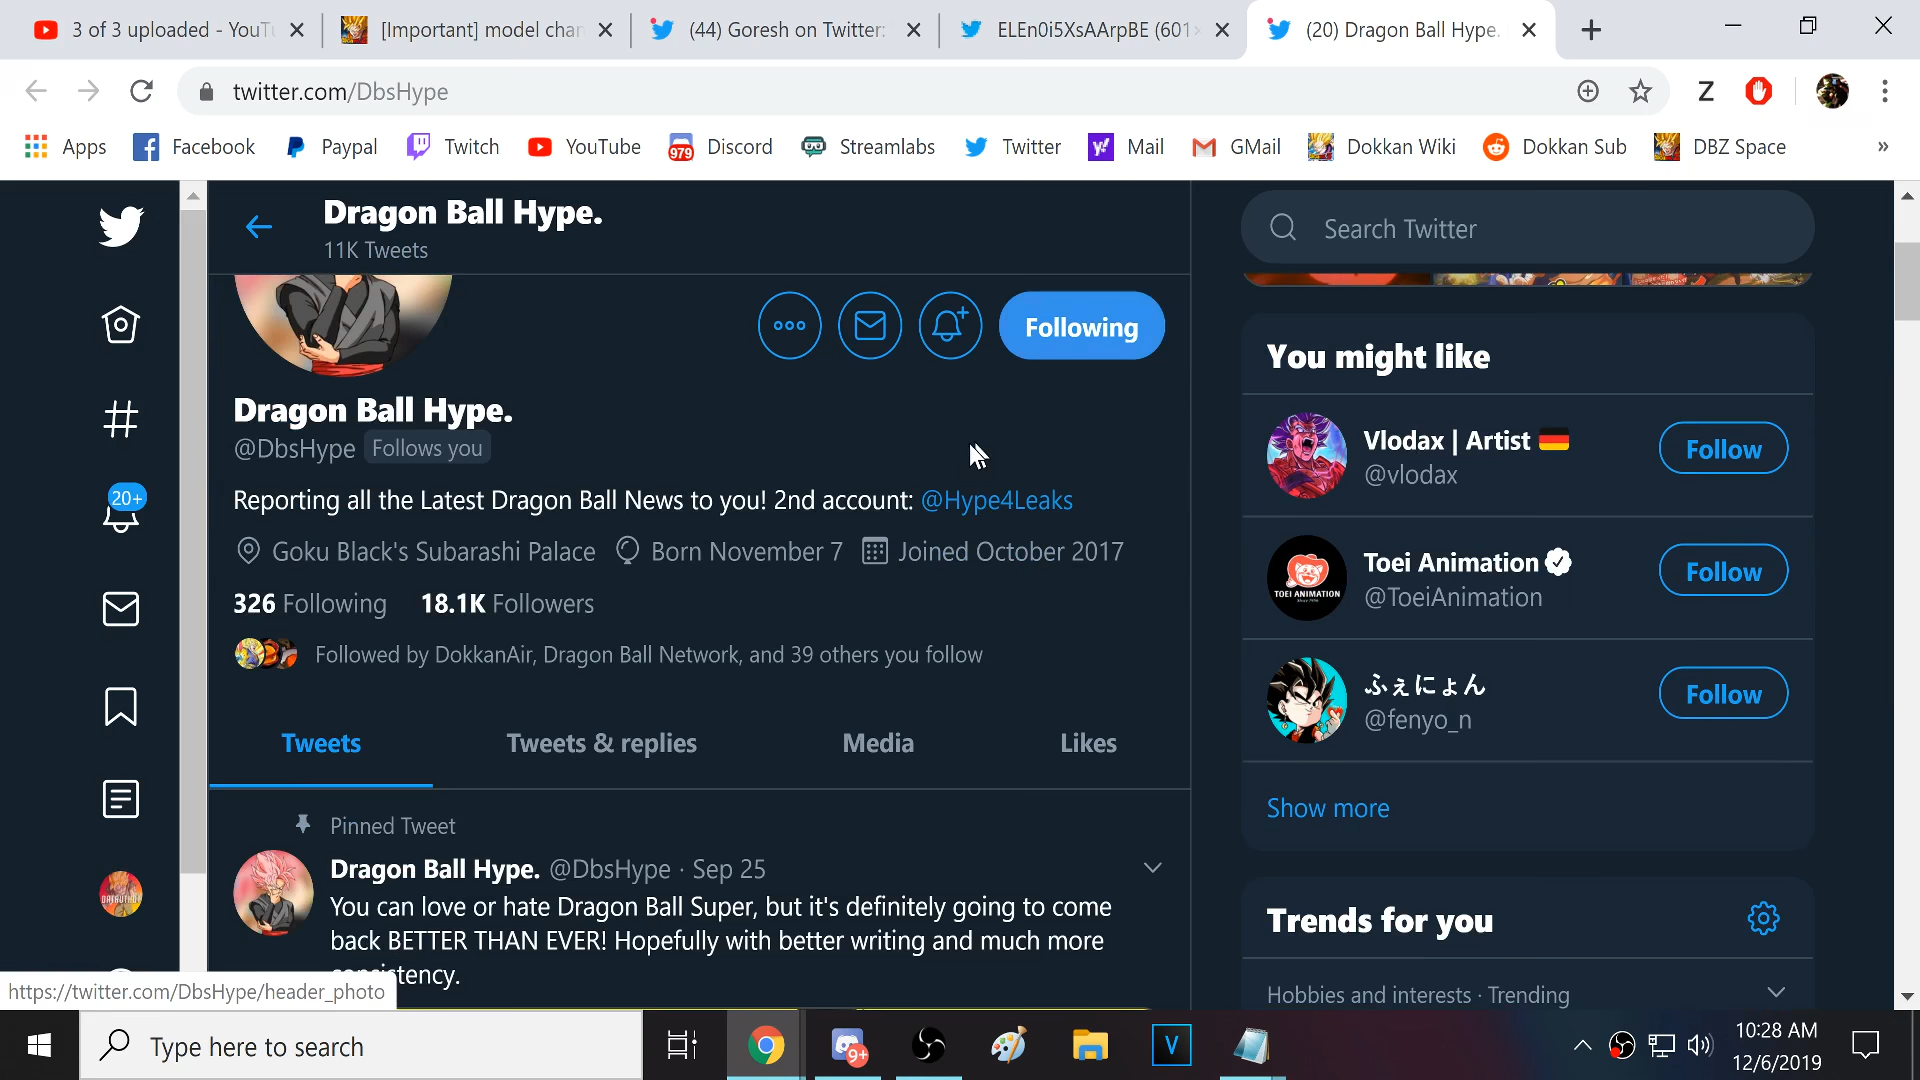 3 of 3 uploaded - YouTu
[Important] model chan
(44) Goresh on Twitter:
ELEn0i5XsAArpBE (601×
(20) Dragon Ball Hype.
twitter.com/DbsHype
Z
Apps
Facebook
Paypal
Twitch
YouTube
979
Discord
Streamlabs
Twitter
Mail
GMail
Dokkan Wiki
Dokkan Sub
DBZ Space
»
Dragon Ball Hype.
11K Tweets
Search Twitter
Following
Dragon Ball Hype.
@DbsHype Follows you
Reporting all the Latest Dragon Ball News to you! 2nd account: @Hype4Leaks
Goku Black's Subarashi Palace Born November 7 Joined October 2017
326 Following 18.1K Followers
Followed by DokkanAir, Dragon Ball Network, and 39 others you follow
Tweets
Tweets & replies
Media
Likes
Pinned Tweet
Dragon Ball Hype. @DbsHype · Sep 25
You can love or hate Dragon Ball Super, but it's definitely going to come
back BETTER THAN EVER! Hopefully with better writing and much more
consistency.
20+
You might like
Vlodax | Artist
@vlodax
Follow
TOEI ANIMATION
Toei Animation
@ToeiAnimation
Follow
ふぇにょん
@fenyo_n
Follow
Show more
Trends for you
Hobbies and interests · Trending
https://twitter.com/DbsHype/header_photo
Type here to search
9+
V
10:28 AM
12/6/2019